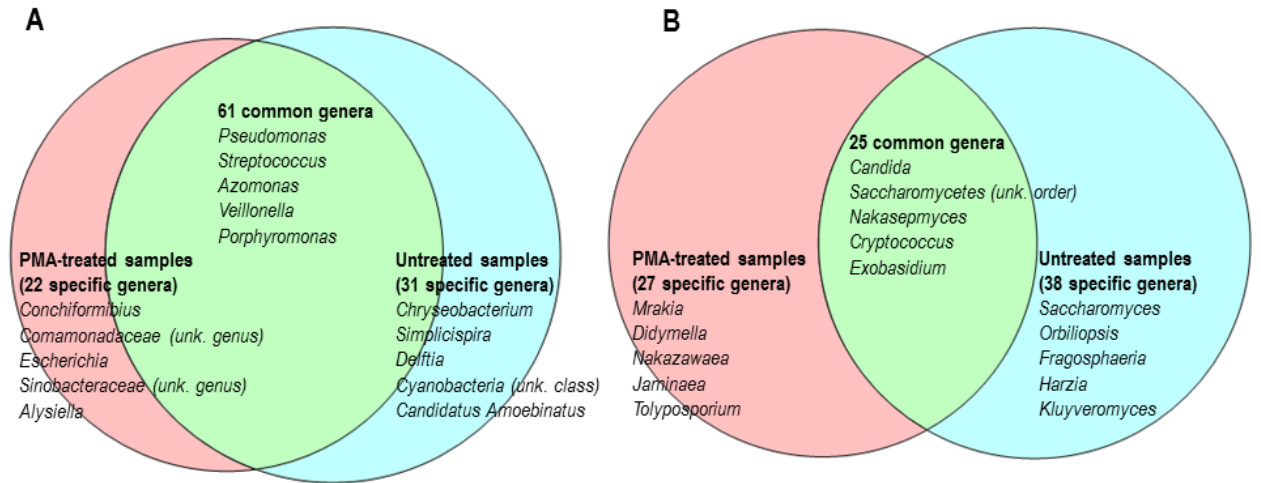 A
61 common genera
Pseudomonas
Streptococcus
Azomonas
Veillonella
Porphyromonas
PMA-treated samples
(22 specific genera)
Conchiformibius
Comamonadaceae (unk. genus)
Escherichia
Sinobacteraceae (unk. genus)
Alysiella
Untreated samples
(31 specific genera)
Chryseobacterium
Simplicispira
Delftia
Cyanobacteria (unk. class)
Candidatus Amoebinatus
B
25 common genera
Candida
Saccharomycetes (unk. order)
Nakasepmyces
Cryptococcus
Exobasidium
PMA-treated samples
(27 specific genera)
Mrakia
Didymella
Nakazawaea
Jaminaea
Tolyposporium
Untreated samples
(38 specific genera)
Saccharomyces
Orbiliopsis
Fragosphaeria
Harzia
Kluyveromyces